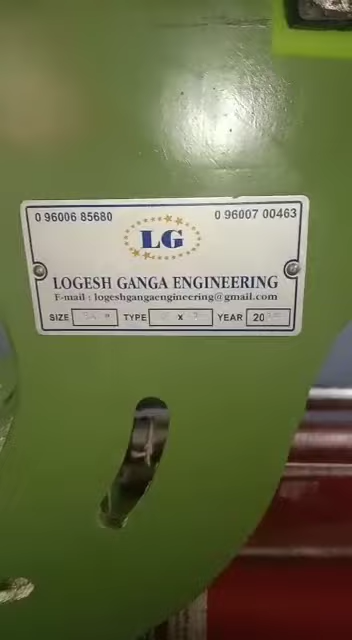 0 96006 85680 0 96007 00463
LG
LOGESH GANGA ENGINEERING
E-mail : logeshgangaengineering@gmail.com
SIZE " TYPE x YEAR 20